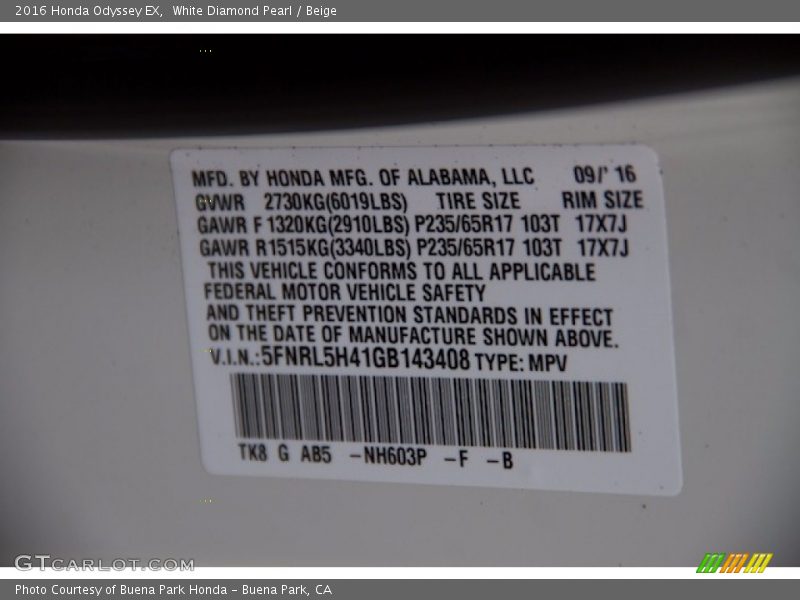 2016 Honda Odyssey EX,  White Diamond Pearl / Beige
MFD. BY HONDA MFG. OF ALABAMA, LLC 09/' 16
GVWR 2730KG(6019LBS) TIRE SIZE RIM SIZE
GAWR F 1320KG(2910LBS) P235/65R17 103T 17X7J
GAWR R1515KG(3340LBS) P235/65R17 103T 17X7J
THIS VEHICLE CONFORMS TO ALL APPLICABLE
FEDERAL MOTOR VEHICLE SAFETY
AND THEFT PREVENTION STANDARDS IN EFFECT
ON THE DATE OF MANUFACTURE SHOWN ABOVE.
V.I.N.:5FNRL5H41GB143408 TYPE: MPV
TK8 G AB5 -NH603P -F -B
GTCARLOT.COM
Photo Courtesy of Buena Park Honda - Buena Park, CA